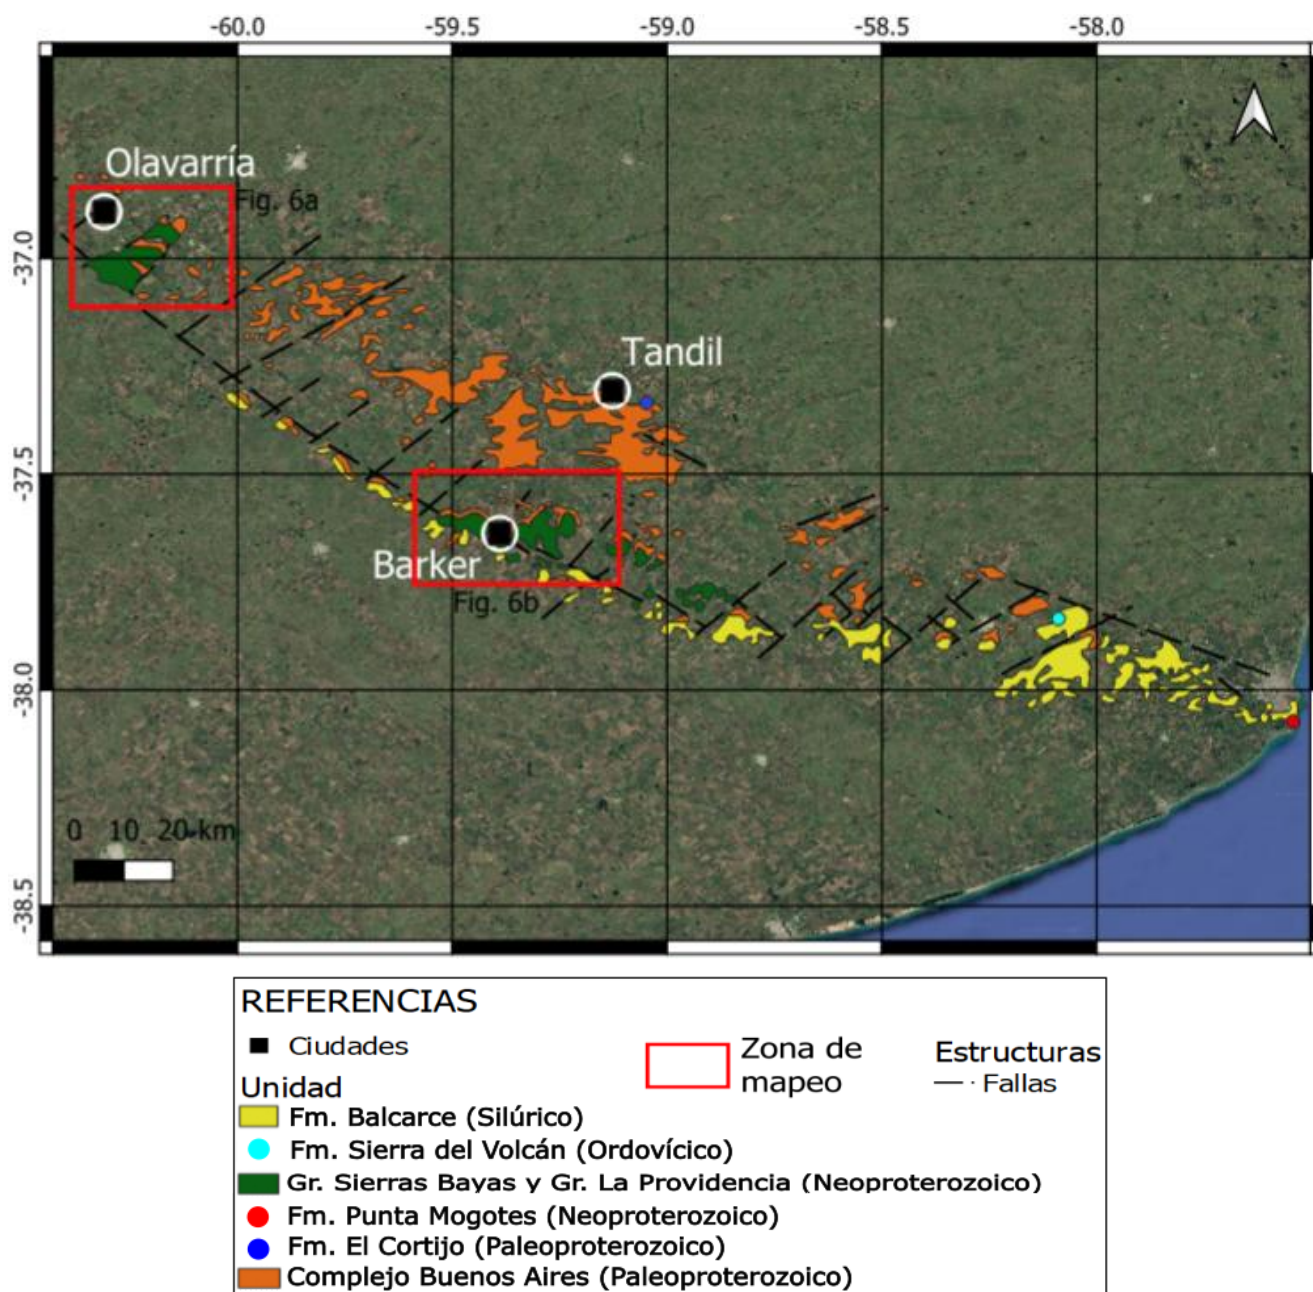 -60.0 -59.5 -59.0 -58.5 -58.0
Olavarría
Fig. 6a
-37.0
Tandil
-37.5
Barker
Fig. 6b
-38.0
0 10 20 km
-38.5
REFERENCIAS
Ciudades
Zona de
mapeo
Estructuras
Fallas
Unidad
Fm. Balcarce (Silúrico)
Fm. Sierra del Volcán (Ordovícico)
Gr. Sierras Bayas y Gr. La Providencia (Neoproterozoico)
Fm. Punta Mogotes (Neoproterozoico)
Fm. El Cortijo (Paleoproterozoico)
Complejo Buenos Aires (Paleoproterozoico)